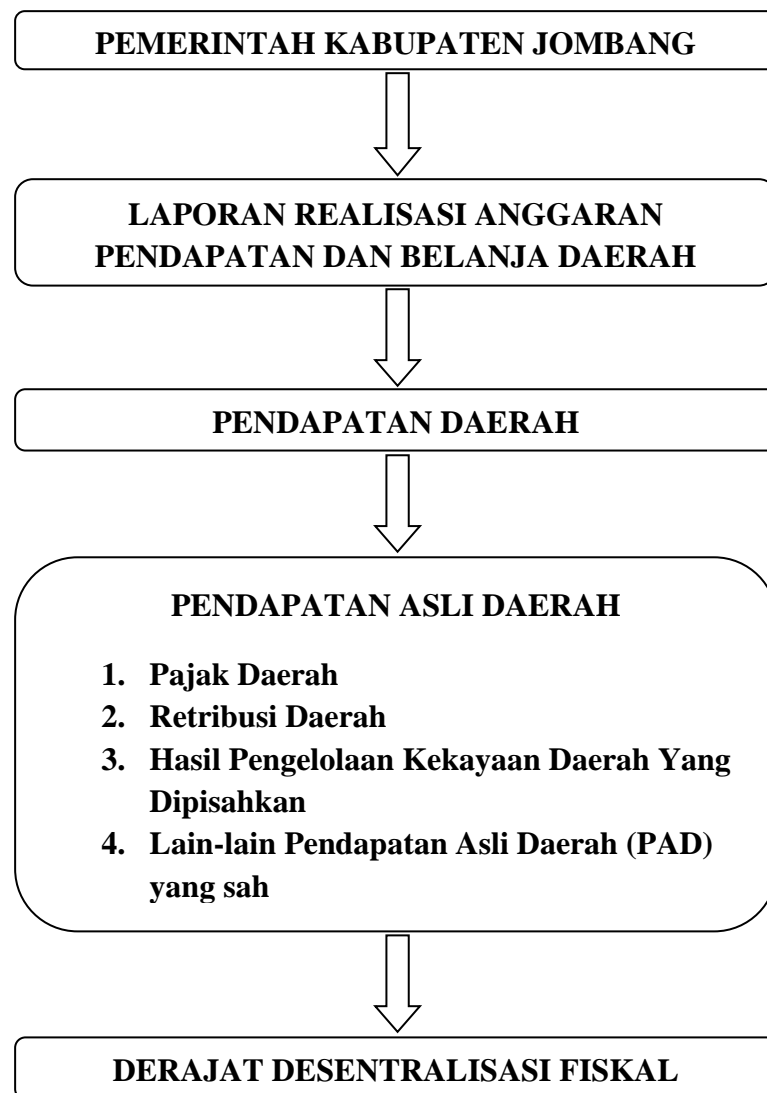 PEMERINTAH KABUPATEN JOMBANG
LAPORAN REALISASI ANGGARAN
PENDAPATAN DAN BELANJA DAERAH
PENDAPATAN DAERAH
PENDAPATAN ASLI DAERAH
1. Pajak Daerah
2. Retribusi Daerah
3. Hasil Pengelolaan Kekayaan Daerah Yang
Dipisahkan
4. Lain-lain Pendapatan Asli Daerah (PAD)
yang sah
DERAJAT DESENTRALISASI FISKAL